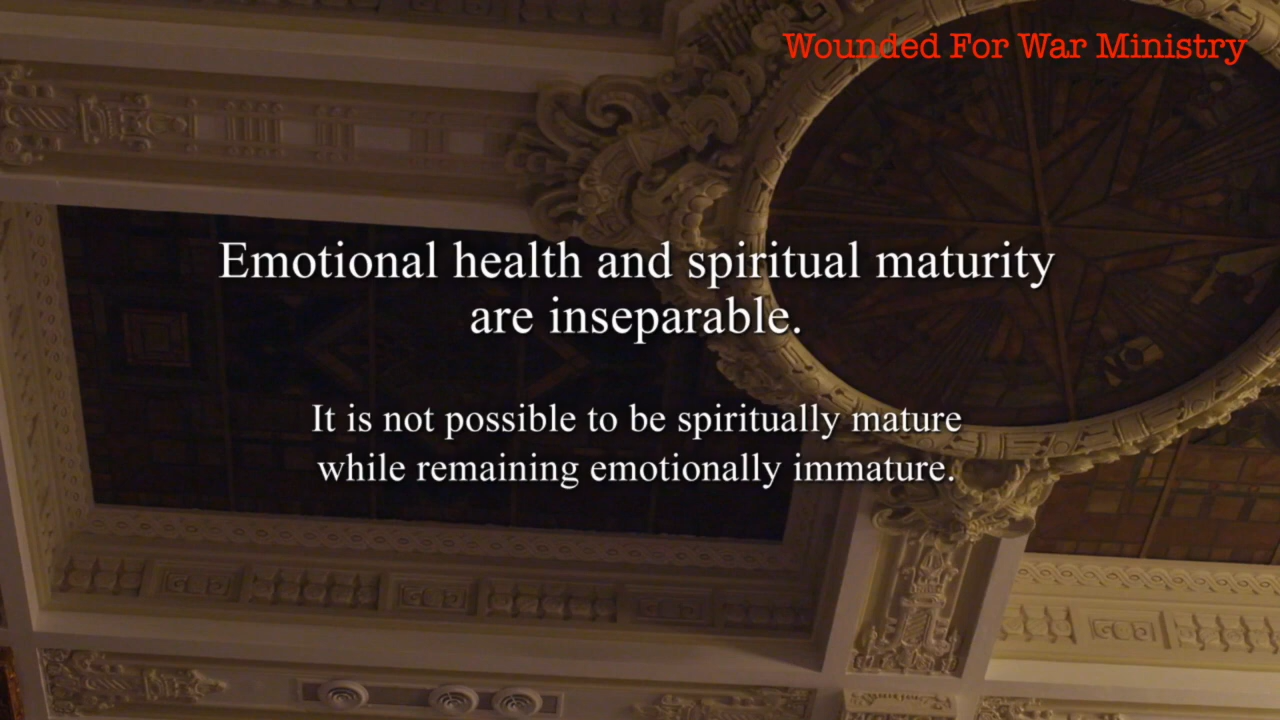 Wounded For War Ministry
Emotional health and spiritual maturity
are inseparable.
It is not possible to be spiritually mature
while remaining emotionally immature.